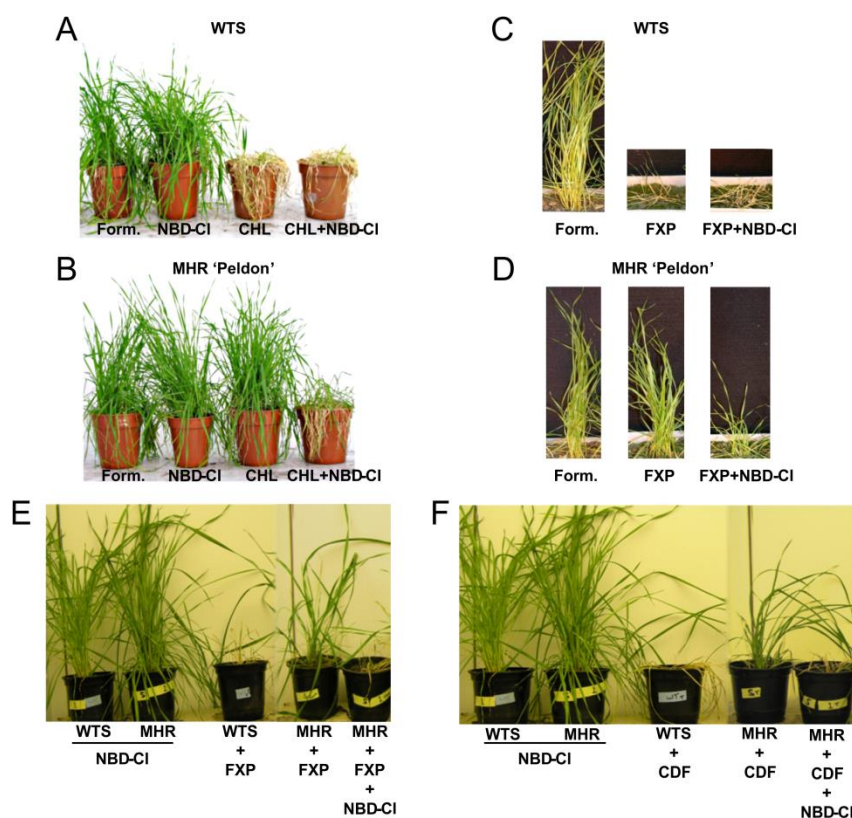 A
WTS
Form. NBD-Cl CHL CHL+NBD-Cl
B
MHR 'Peldon'
Form. NBD-Cl CHL CHL+NBD-Cl
C
WTS
Form. FXP FXP+NBD-Cl
D
MHR 'Peldon'
Form. FXP FXP+NBD-Cl
E
WTS MHR
NBD-Cl
WTS
+
FXP
MHR
+
FXP
MHR
+
FXP
+
NBD-Cl
F
WTS MHR
NBD-Cl
WTS
+
CDF
MHR
+
CDF
MHR
+
CDF
+
NBD-Cl